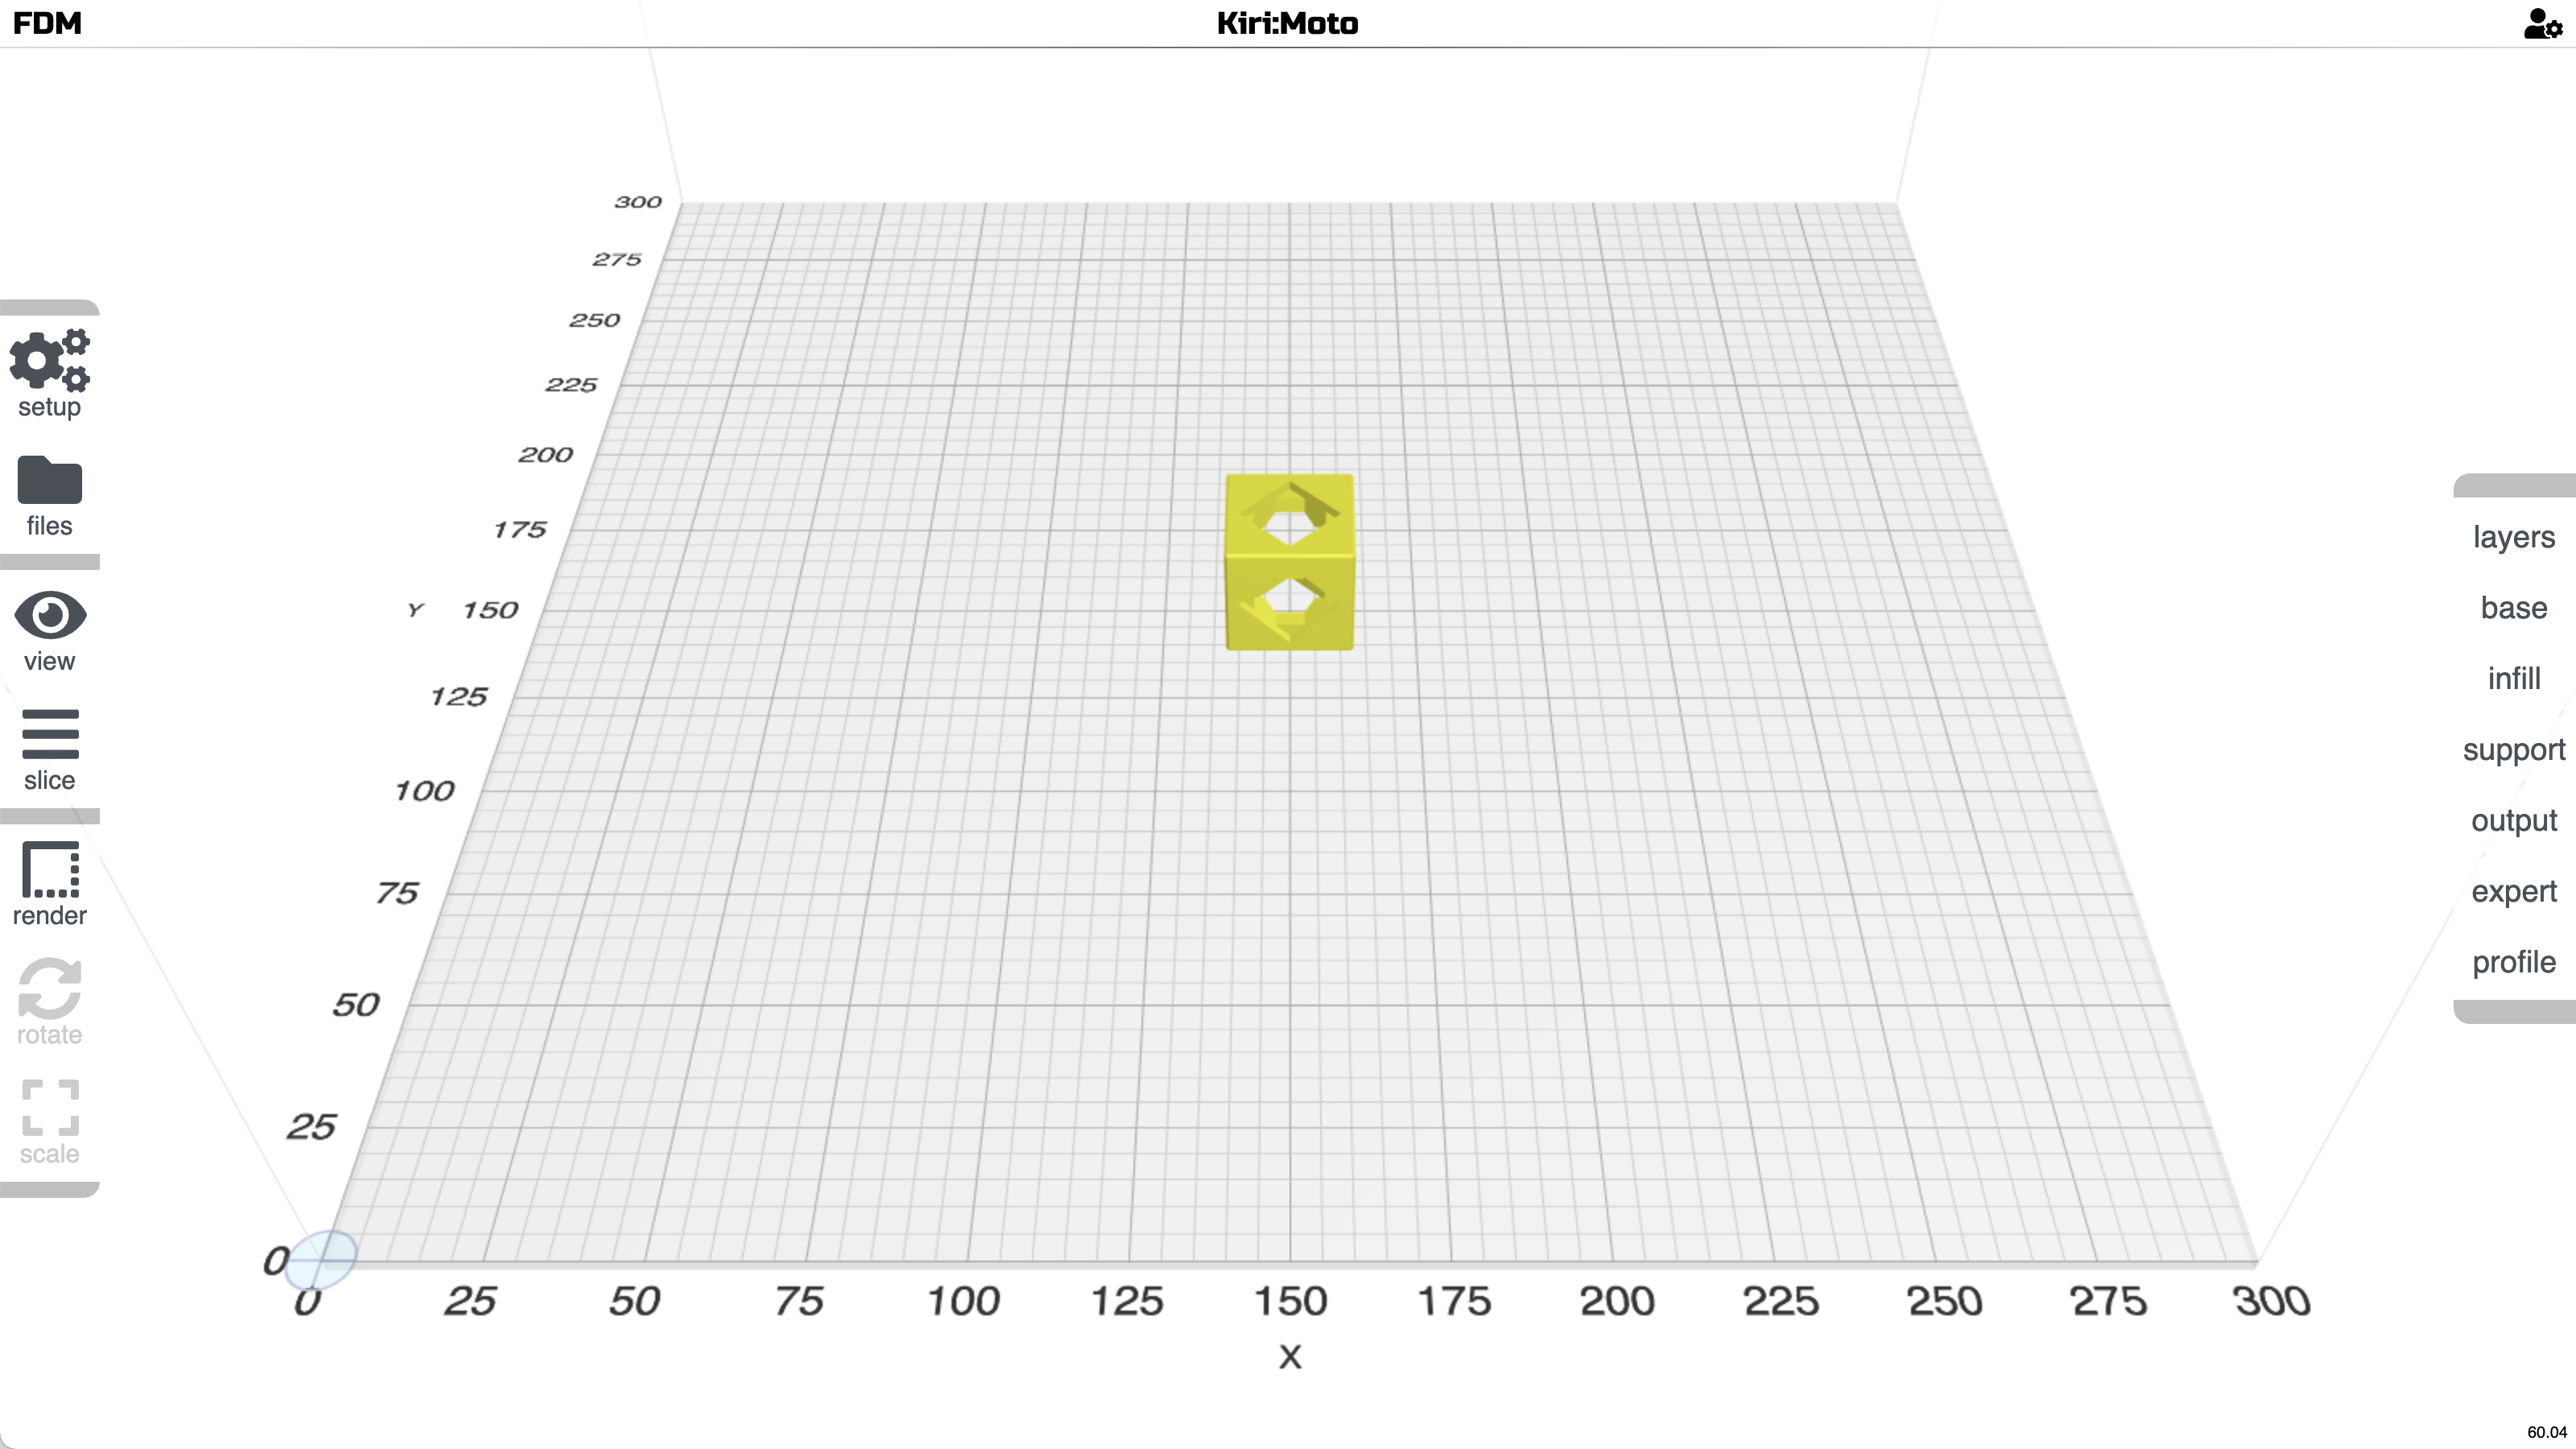 FDM
Kiri:Moto
setup
files
view
slice
render
rotate
scale
300
275
250
225
200
175
Y 150
125
100
75
50
25
0
0 25 50 75 100 125 150 175 200 225 250 275 300
X
layers
base
infill
support
output
expert
profile
60.04